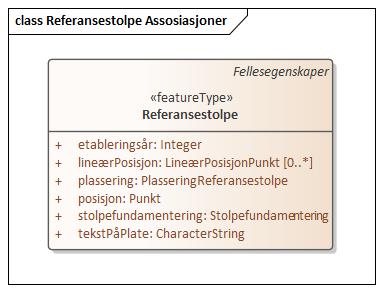 class Referansestolpe Assosiasjoner
Fellesegenskaper
«featureType»
Referansestolpe
+ etableringsår: Integer
+ lineærPosisjon: LineærPosisjonPunkt [0..*]
+ plassering: PlasseringReferansestolpe
+ posisjon: Punkt
+ stolpefundamentering: Stolpefundamentering
+ tekstPåPlate: CharacterString